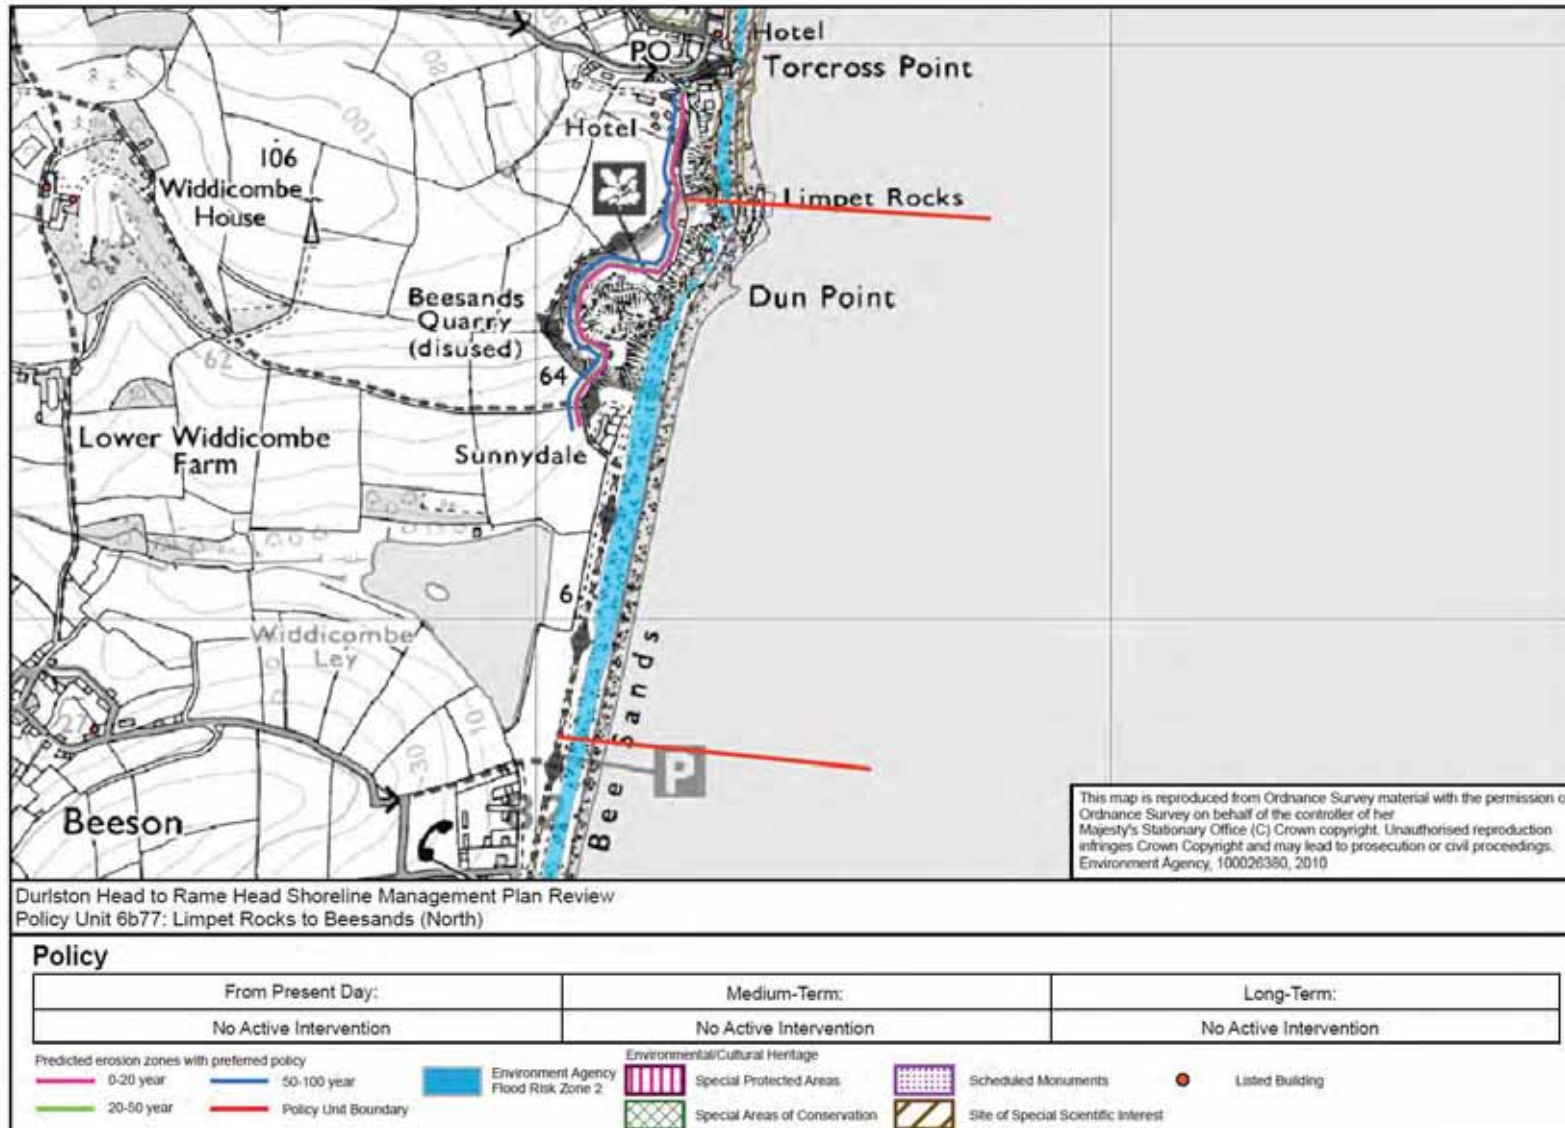 Hotel
PO
Torcross Point
80
30
100
Hotel
106
Widdicombe
House
Limpet Rocks
Beesands
Quarry
(disused)
Dun Point
62
64
Lower Widdicombe
Farm
Sunnydale
6
Widdicombe
Ley
27
10
30
Bee Sands
P
Beeson
This map is reproduced from Ordnance Survey material with the permission o
Ordnance Survey on behalf of the controller of her
Majesty's Stationary Office (C) Crown copyright. Unauthorised reproduction
infringes Crown Copyright and may lead to prosecution or civil proceedings.
Environment Agency, 100026380, 2010
Durlston Head to Rame Head Shoreline Management Plan Review
Policy Unit 6b77: Limpet Rocks to Beesands (North)
Policy
From Present Day: Medium-Term: Long-Term:
No Active Intervention No Active Intervention No Active Intervention
Predicted erosion zones with preferred policy
0-20 year
50-100 year
20-50 year
Policy Unit Boundary
Environment Agency
Flood Risk Zone 2
Environmental/Cultural Heritage
Special Protected Areas
Scheduled Monuments
Listed Building
Special Areas of Conservation
Site of Special Scientific Interest